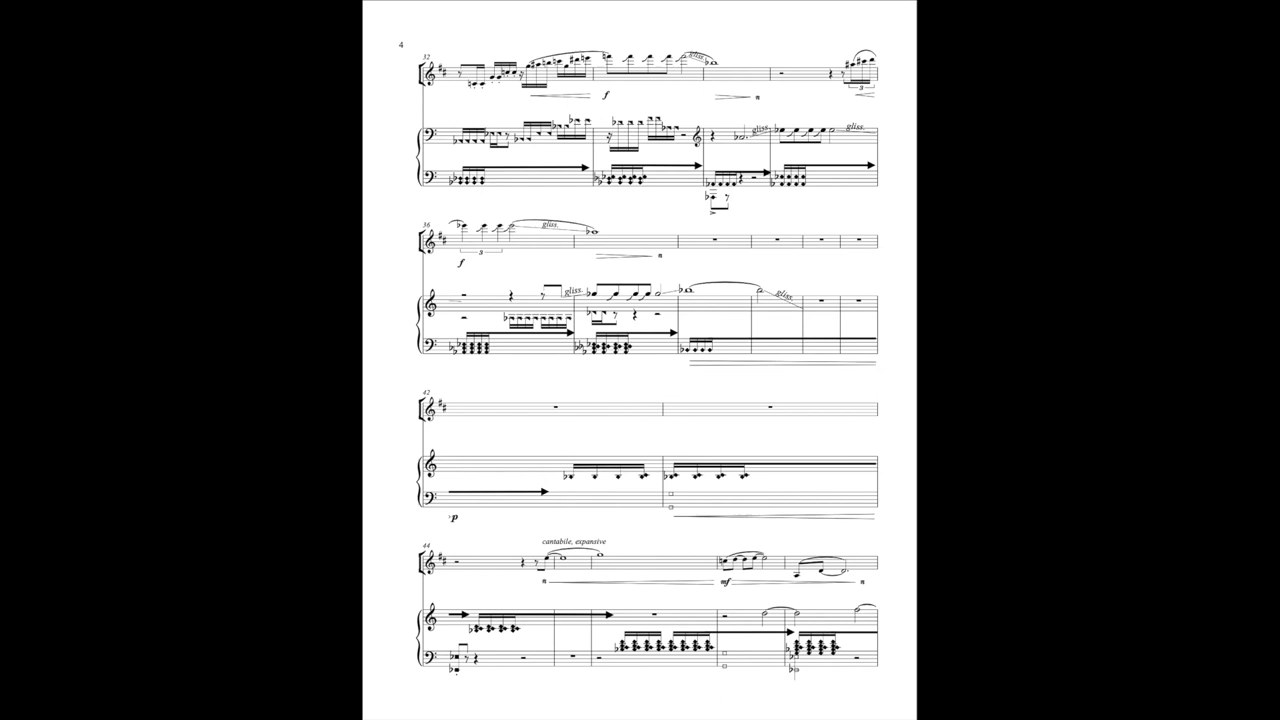 4
32
gliss.
f
n
3
gliss.
gliss.
36
gliss.
3
f
n
gliss.
gliss.
42
p
44
cantabile, expansive
n
mf
n